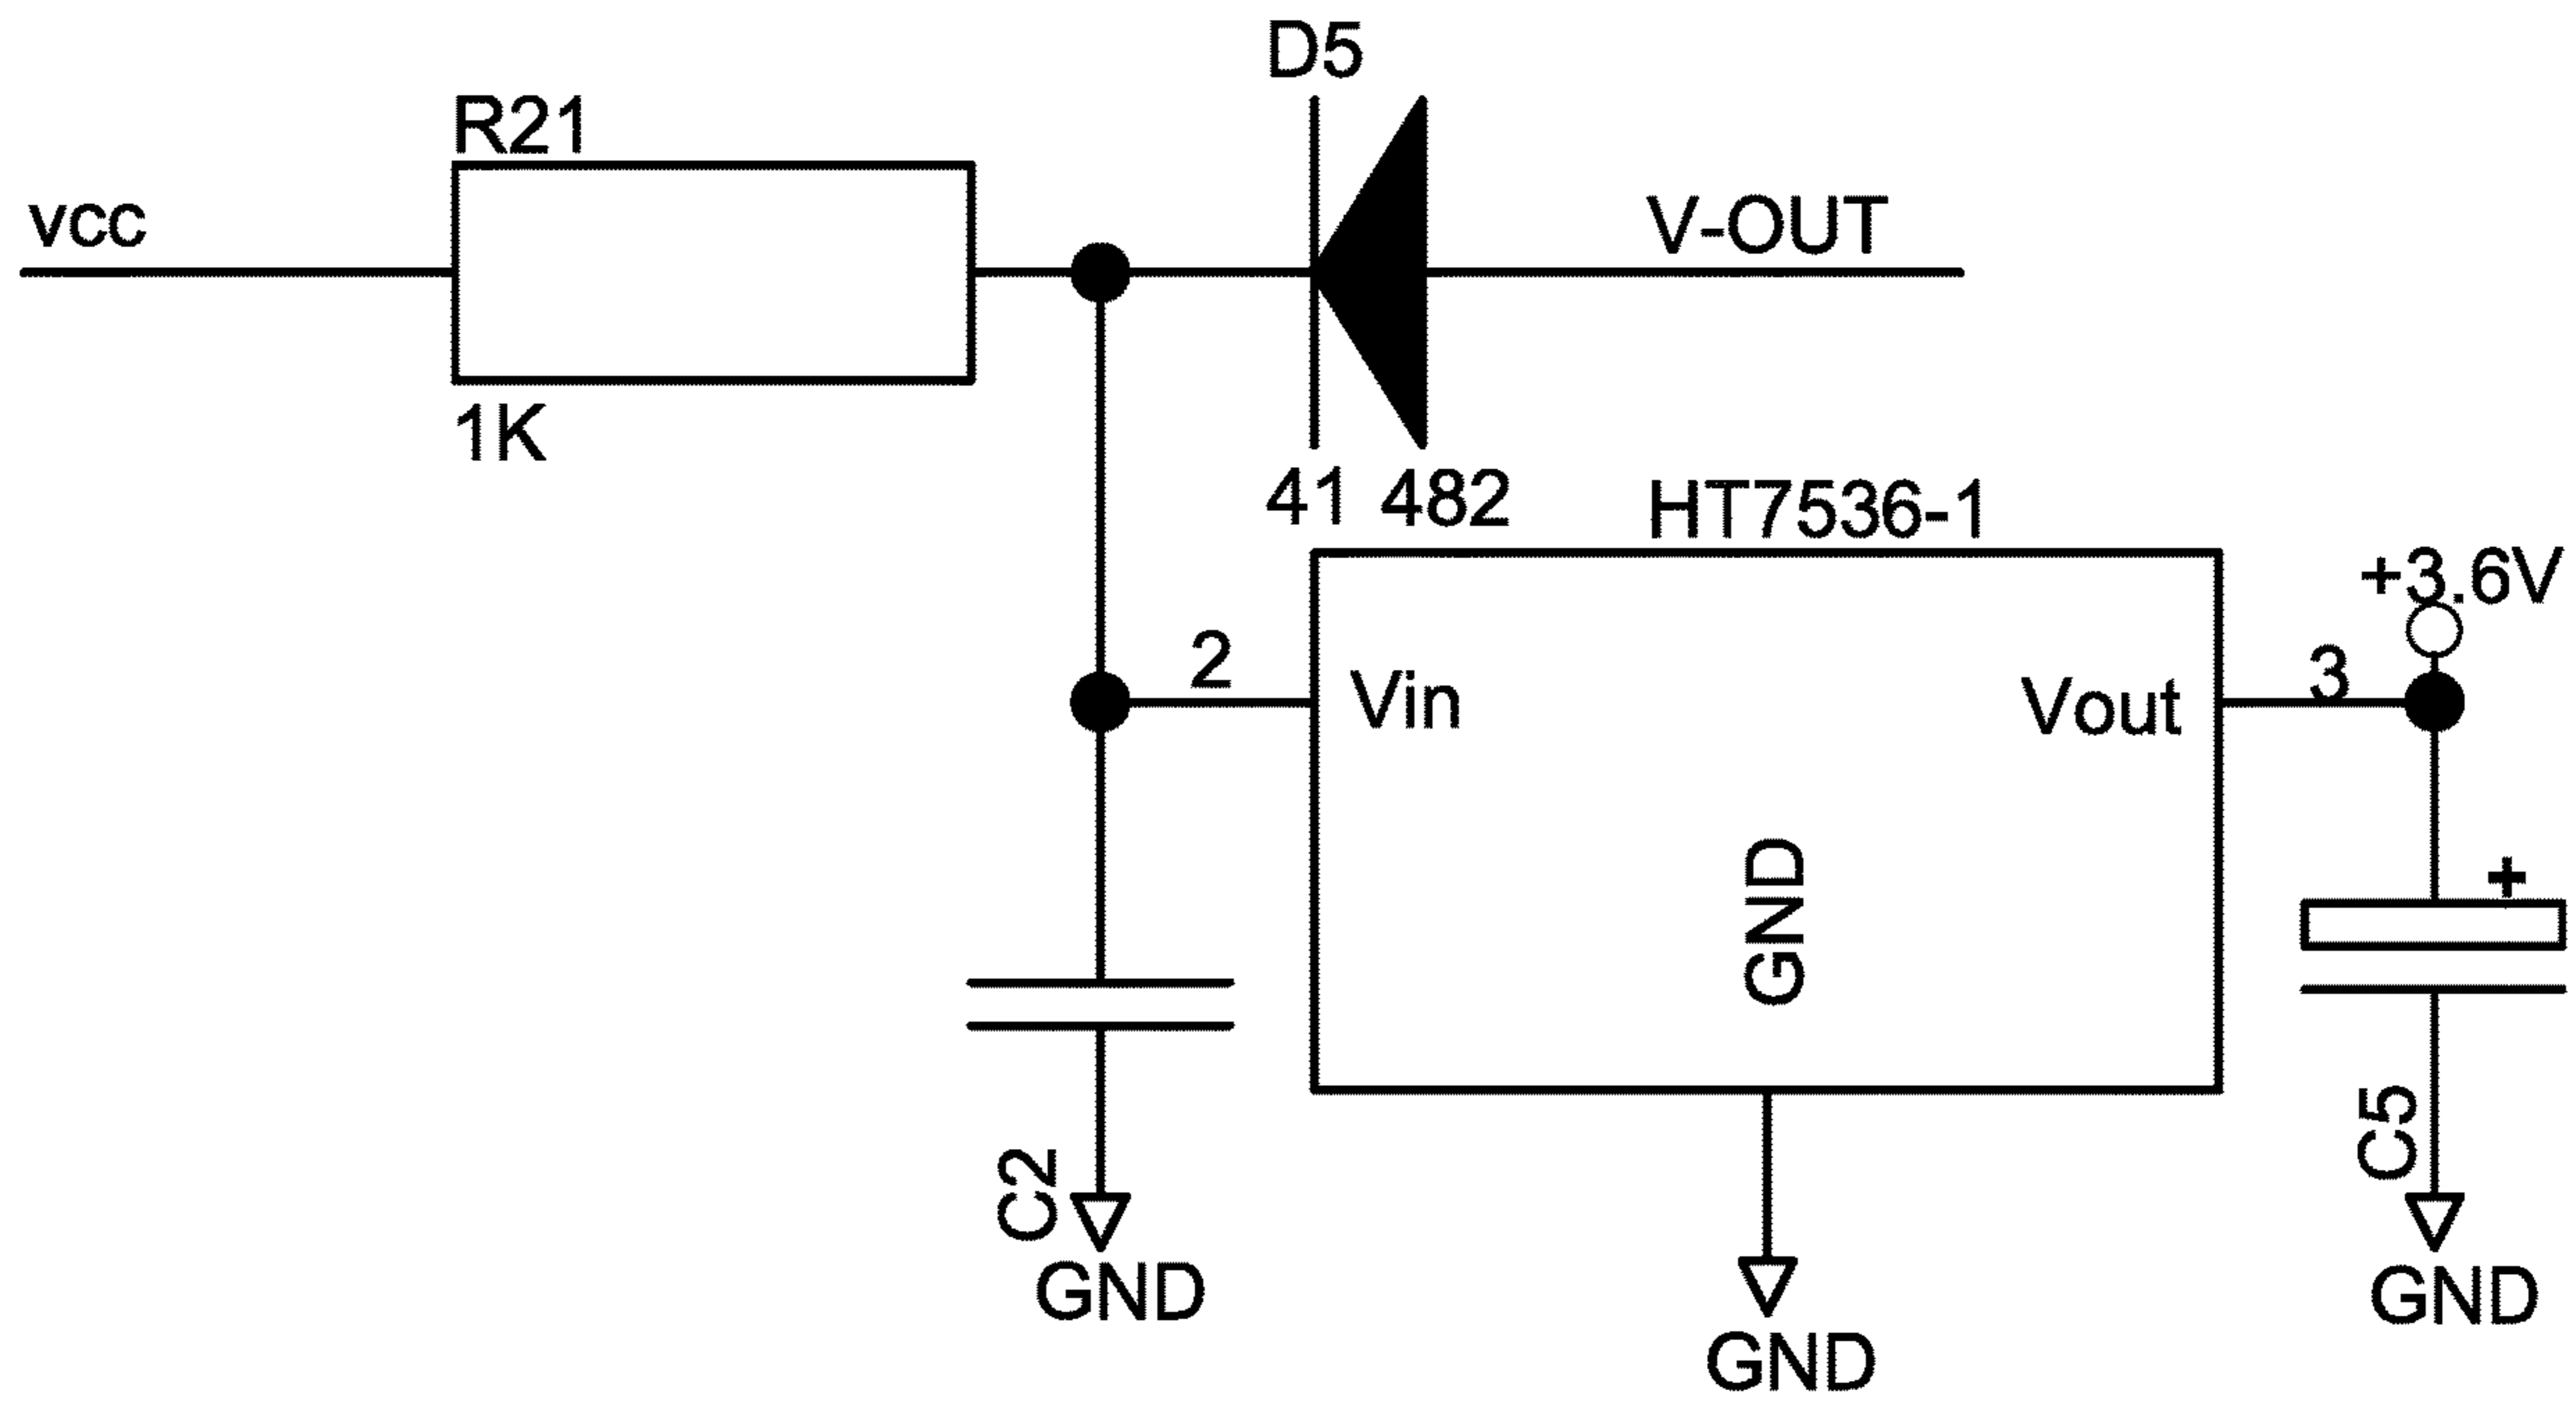 D5
R21
vcc
V-OUT
1K
41 482
HT7536-1
+3.6V
2
Vin
Vout
3
GND
+
C2
C5
GND
GND
GND